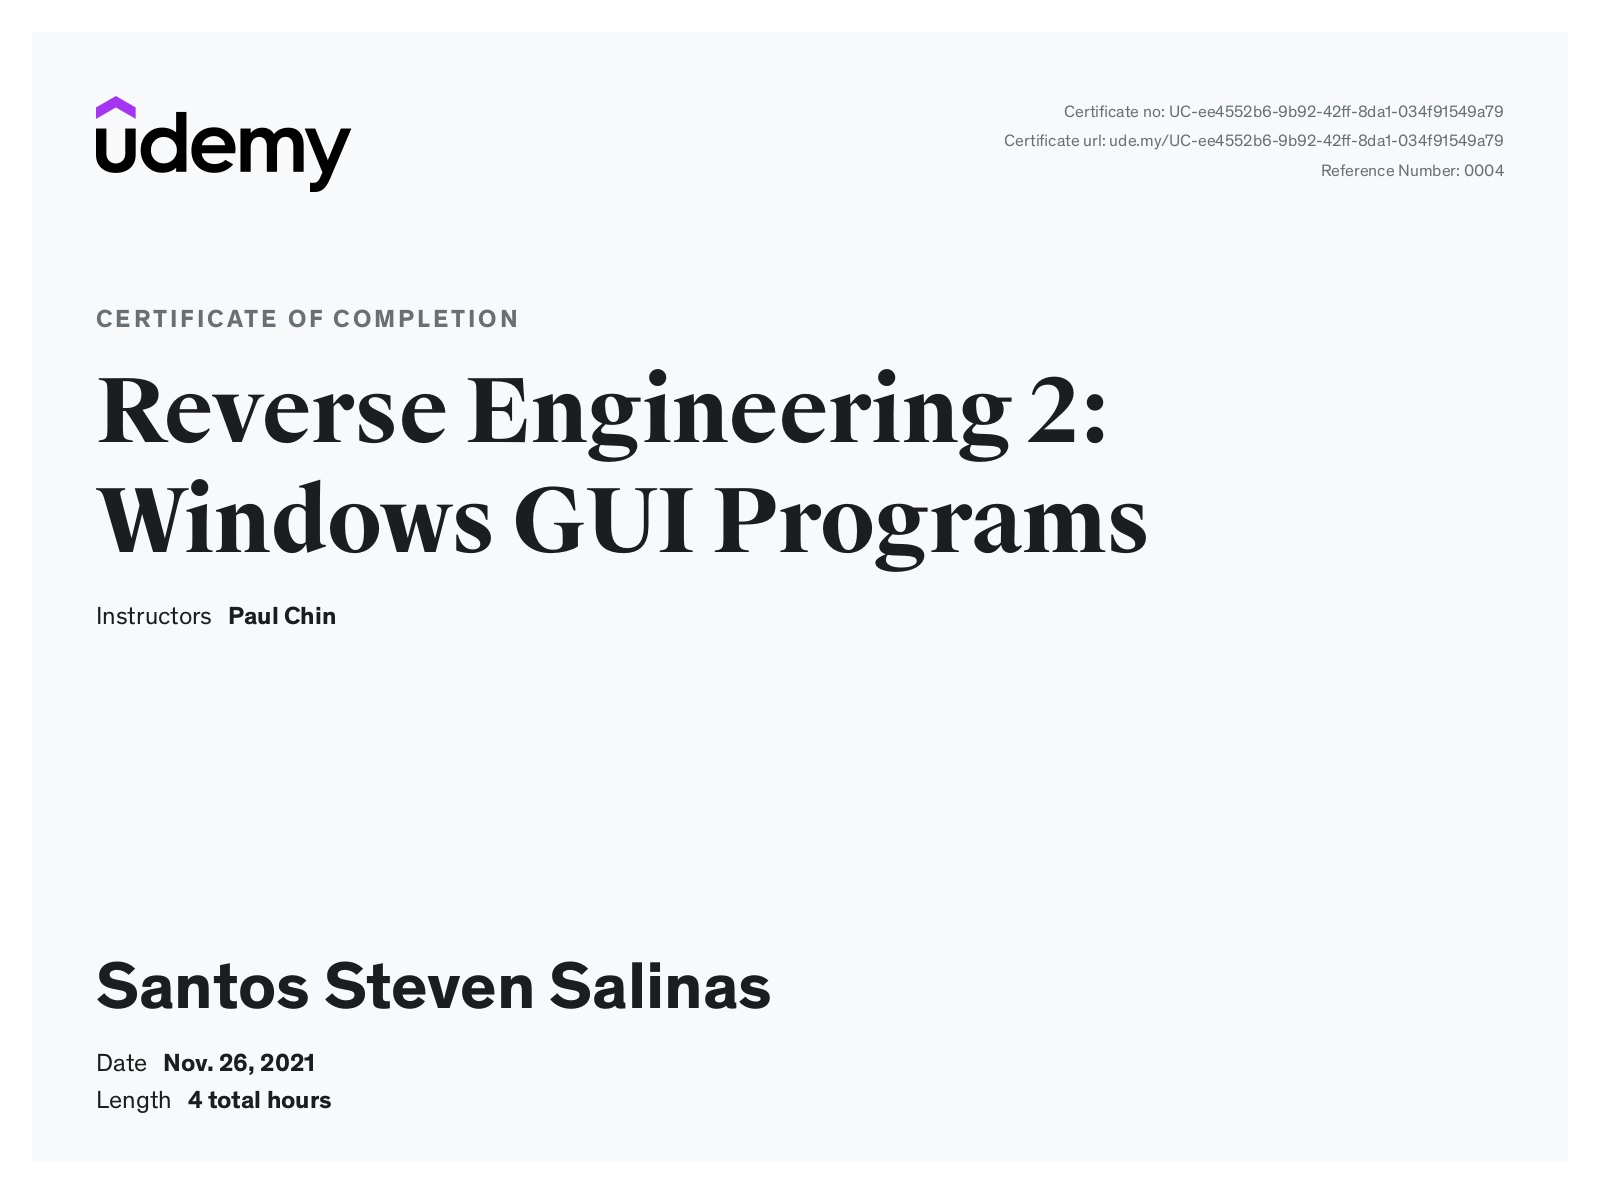 udemy
Certificate no: UC-ee4552b6-9b92-42ff-8da1-034f91549a79
Certificate url: ude.my/UC-ee4552b6-9b92-42ff-8da1-034f91549a79
Reference Number: 0004
CERTIFICATE OF COMPLETION
Reverse Engineering 2:
Windows GUI Programs
Instructors Paul Chin
Santos Steven Salinas
Date Nov. 26, 2021
Length 4 total hours